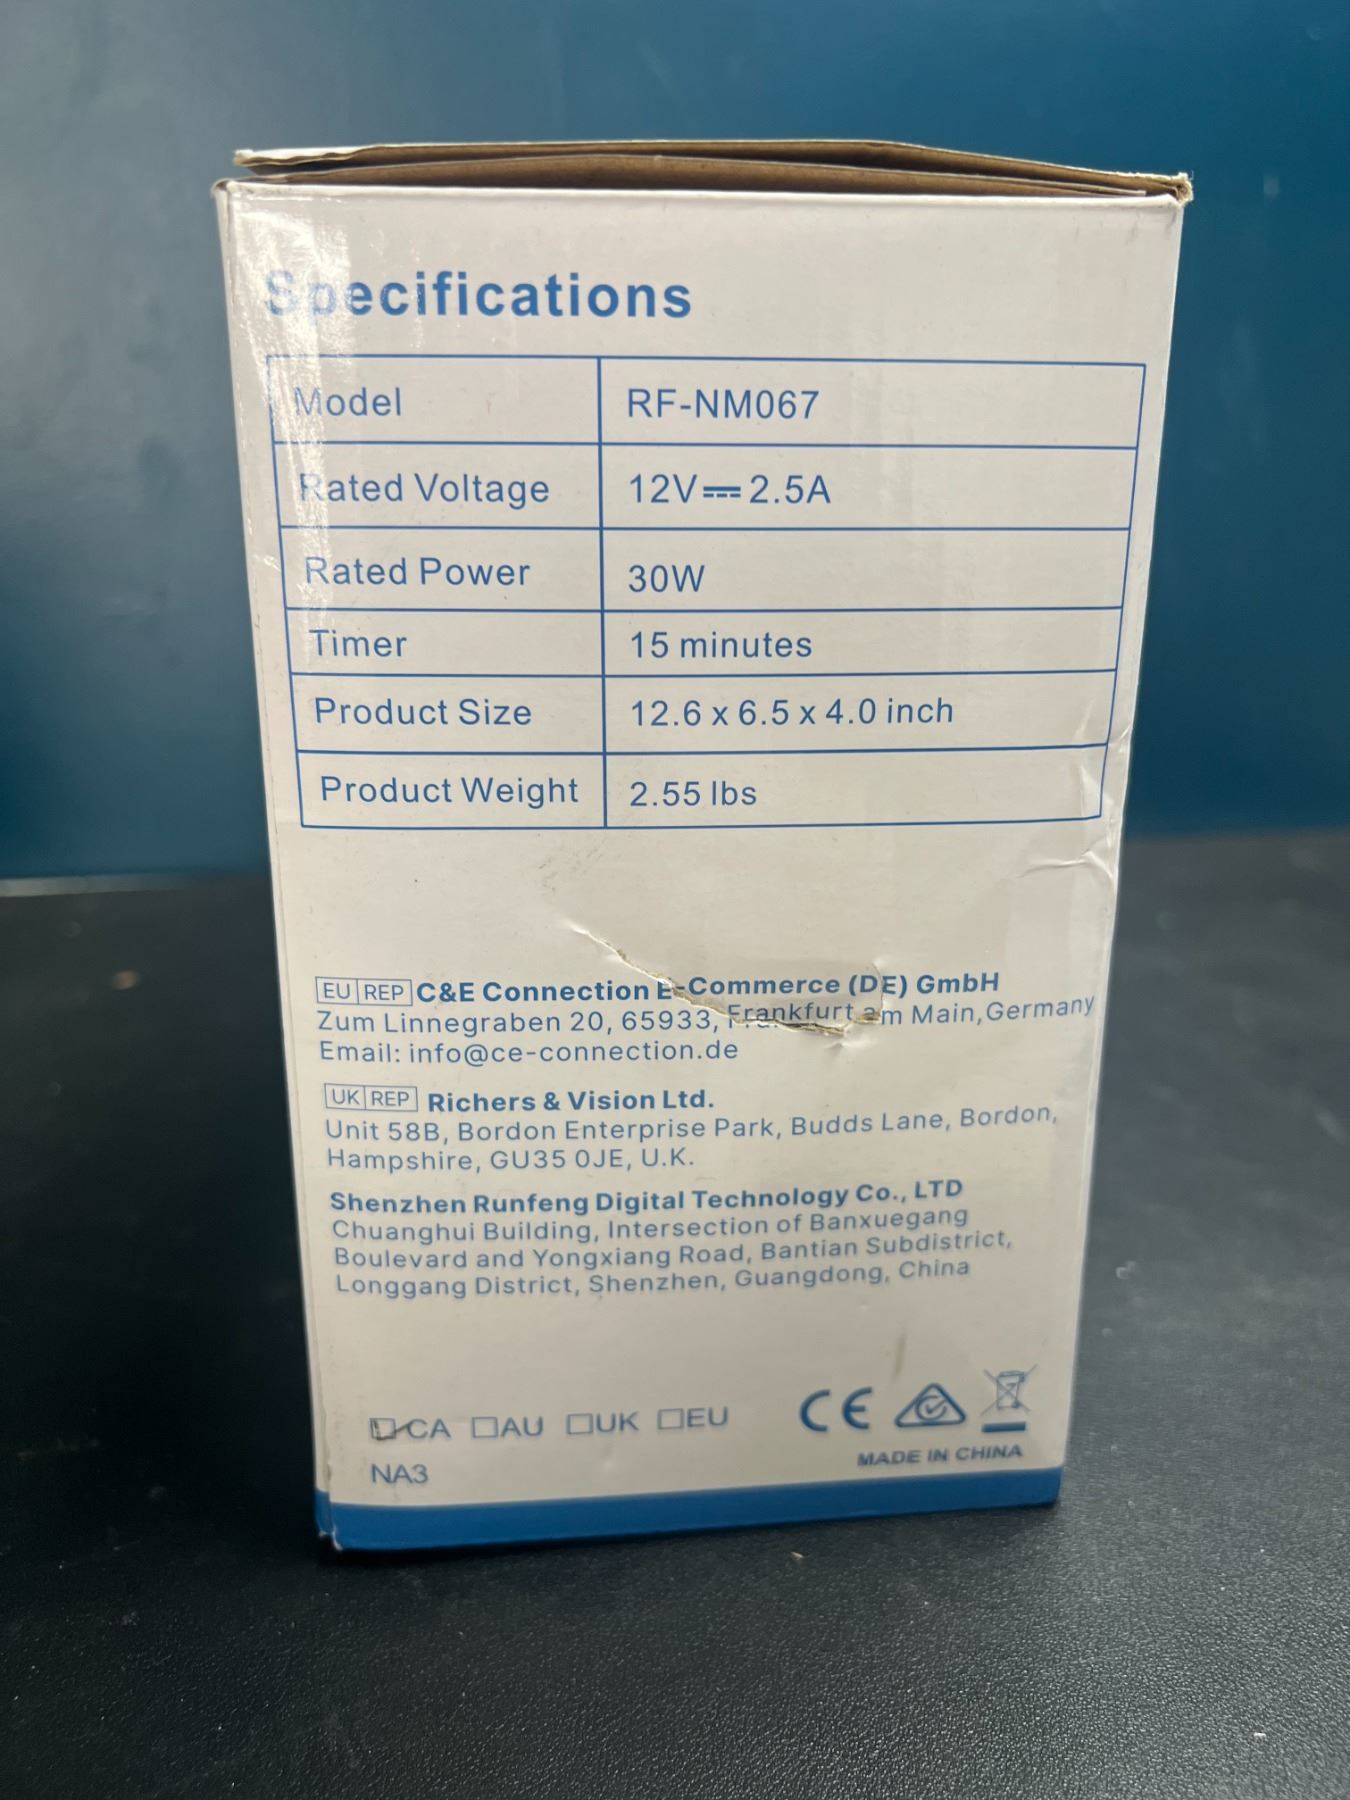 Specifications
Model RF-NM067
Rated Voltage 12V⎓2.5A
Rated Power 30W
Timer 15 minutes
Product Size 12.6 x 6.5 x 4.0 inch
Product Weight 2.55 lbs
EU REP C&E Connection E-Commerce (DE) GmbH
Zum Linnegraben 20, 65933, Frankfurt am Main,Germany
Email: info@ce-connection.de
UK REP Richers & Vision Ltd.
Unit 58B, Bordon Enterprise Park, Budds Lane, Bordon,
Hampshire, GU35 0JE, U.K.
Shenzhen Runfeng Digital Technology Co., LTD
Chuanghui Building, Intersection of Banxuegang
Boulevard and Yongxiang Road, Bantian Subdistrict,
Longgang District, Shenzhen, Guangdong, China
☑CA ☐AU ☐UK ☐EU CE
NA3 MADE IN CHINA